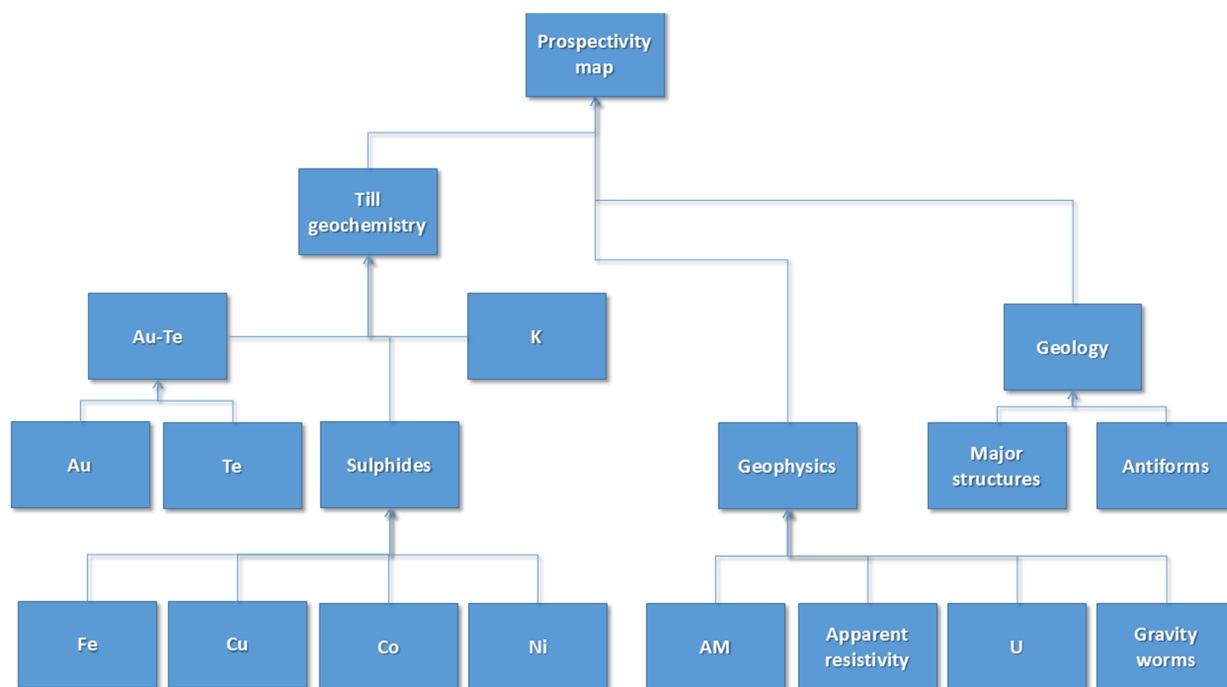 Prospectivity
map
Till
geochemistry
Au-Te
K
Geology
Au
Te
Sulphides
Geophysics
Major
structures
Antiforms
Fe
Cu
Co
Ni
AM
Apparent
resistivity
U
Gravity
worms